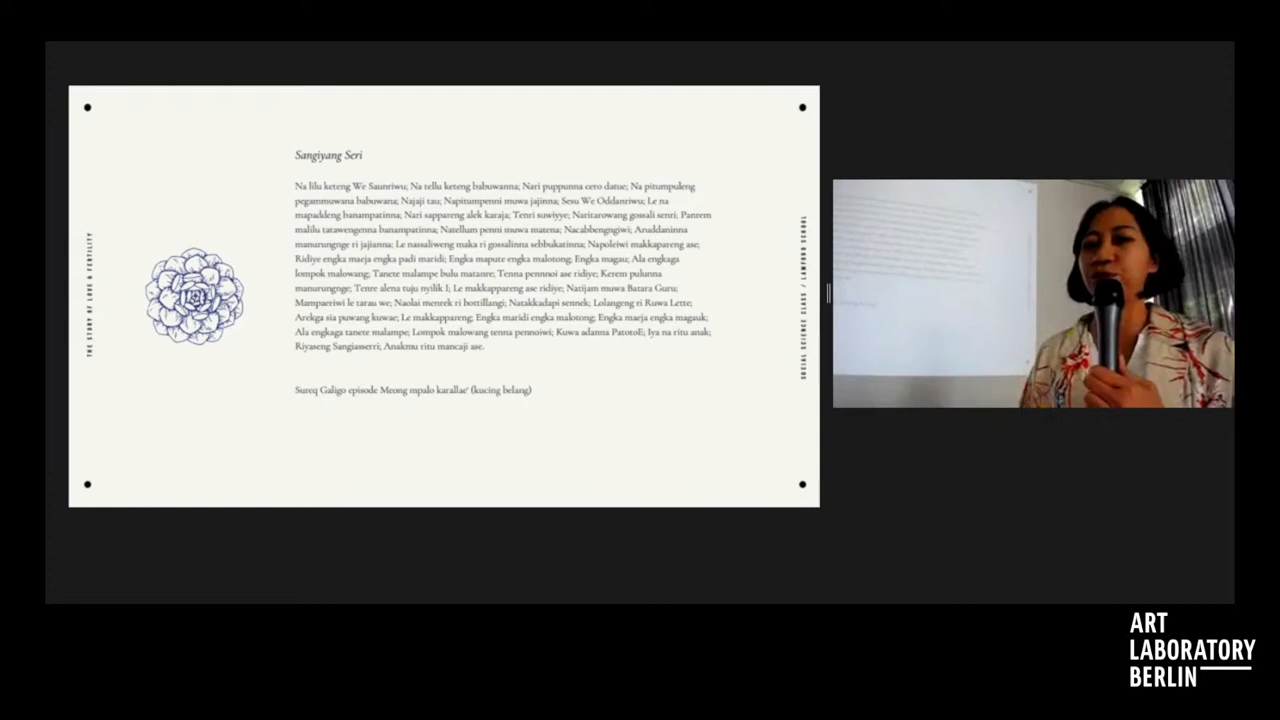 THE STORY OF LOVE & FERTILITY
Sangiyang Seri
Na lilu keteng We Saunriwu; Na tellu keteng babuwanna; Nari puppunna cero datue; Na pitumpuleng
pegammuwana babuwana; Najaji tau; Napitumpenni muwa jajinna; Sesu We Oddanriwu; Le na
mapaddeng banampatinna; Nari sappareng alek karaja; Tenri suwiyye; Naritarowang gossali senri; Pantem
malilu tatawengenna banampatinna; Natellum penni muwa matena; Nacabbengngiwi; Aruddaninna
manurungnge ri jajianna; Le nassaliweng maka ri gossalinna sebbukatinna; Napoleiwi makkapareng ase;
Ridiye engka maeja engka padi maridi; Engka mapute engka malotong; Engka magau; Ala engkaga
lompok malowang; Tanete malampe bulu matanre; Tenna pennnoi ase ridiye; Kerem pulunna
manurungnge; Tenre alena tuju nyilik I; Le makkappareng ase ridiye; Natijam muwa Batara Guru;
Mampaeriwi le tarau we; Naolai menrek ri bottillangi; Natakkadapi sennek; Lolangeng ri Ruwa Lette;
Arekga sia puwang kuwae; Le makkappareng; Engka maridi engka malotong; Engka maeja engka magauk;
Ala engkaga tanete malampe; Lompok malowang tenna pennoiwi; Kuwa adanna PatotoE; Iya na ritu anak;
Riyaseng Sangiasserri; Anakmu ritu mancaji ase.
Sureq Galigo episode Meong mpalo karallae' (kucing belang)
SOCIAL SCIENCE CLASS / LAMFORD SCHOOL
ART
LABORATORY
BERLIN